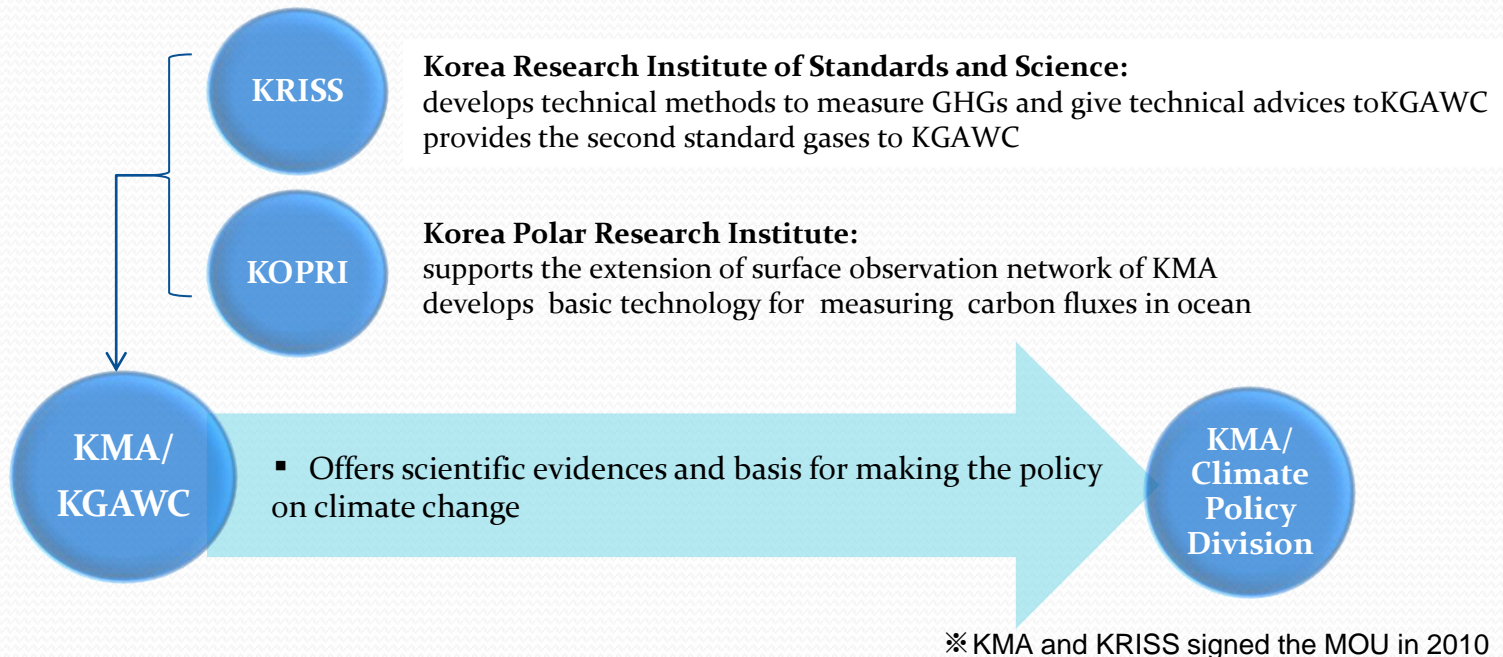 KRISS
Korea Research Institute of Standards and Science:
develops technical methods to measure GHGs and give technical advices toKGAWC
provides the second standard gases to KGAWC
KOPRI
Korea Polar Research Institute:
supports the extension of surface observation network of KMA
develops basic technology for measuring carbon fluxes in ocean
KMA/
KGAWC
▪ Offers scientific evidences and basis for making the policy
on climate change
KMA/
Climate
Policy
Division
※KMA and KRISS signed the MOU in 2010